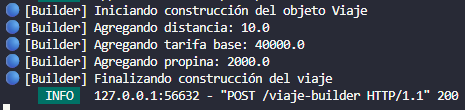 [Builder] Iniciando construcción del objeto Viaje
[Builder] Agregando distancia: 10.0
[Builder] Agregando tarifa base: 40000.0
[Builder] Agregando propina: 2000.0
[Builder] Finalizando construcción del viaje
INFO 127.0.0.1:56632 - "POST /viaje-builder HTTP/1.1" 200